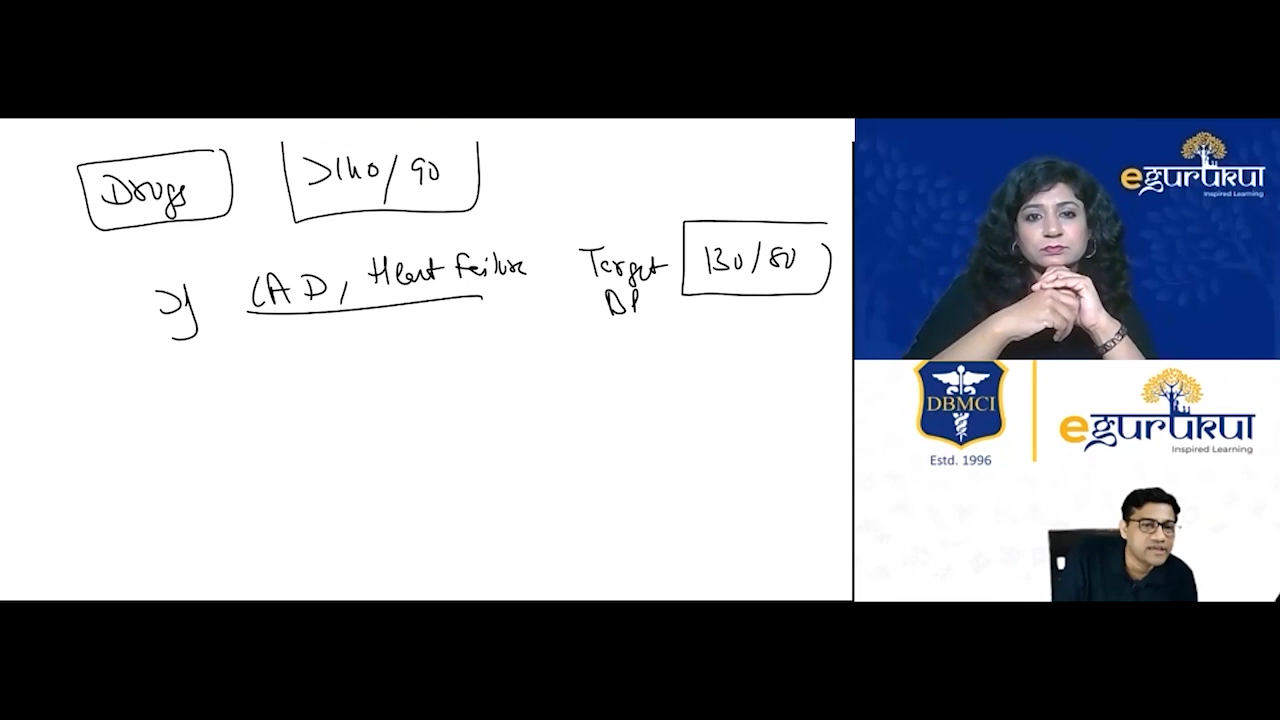 Drugs >140/90
If CAD, Heart Failure Target BP 130/80
egurukul
Inspired Learning
DBMCI
Estd. 1996
egurukul
Inspired Learning